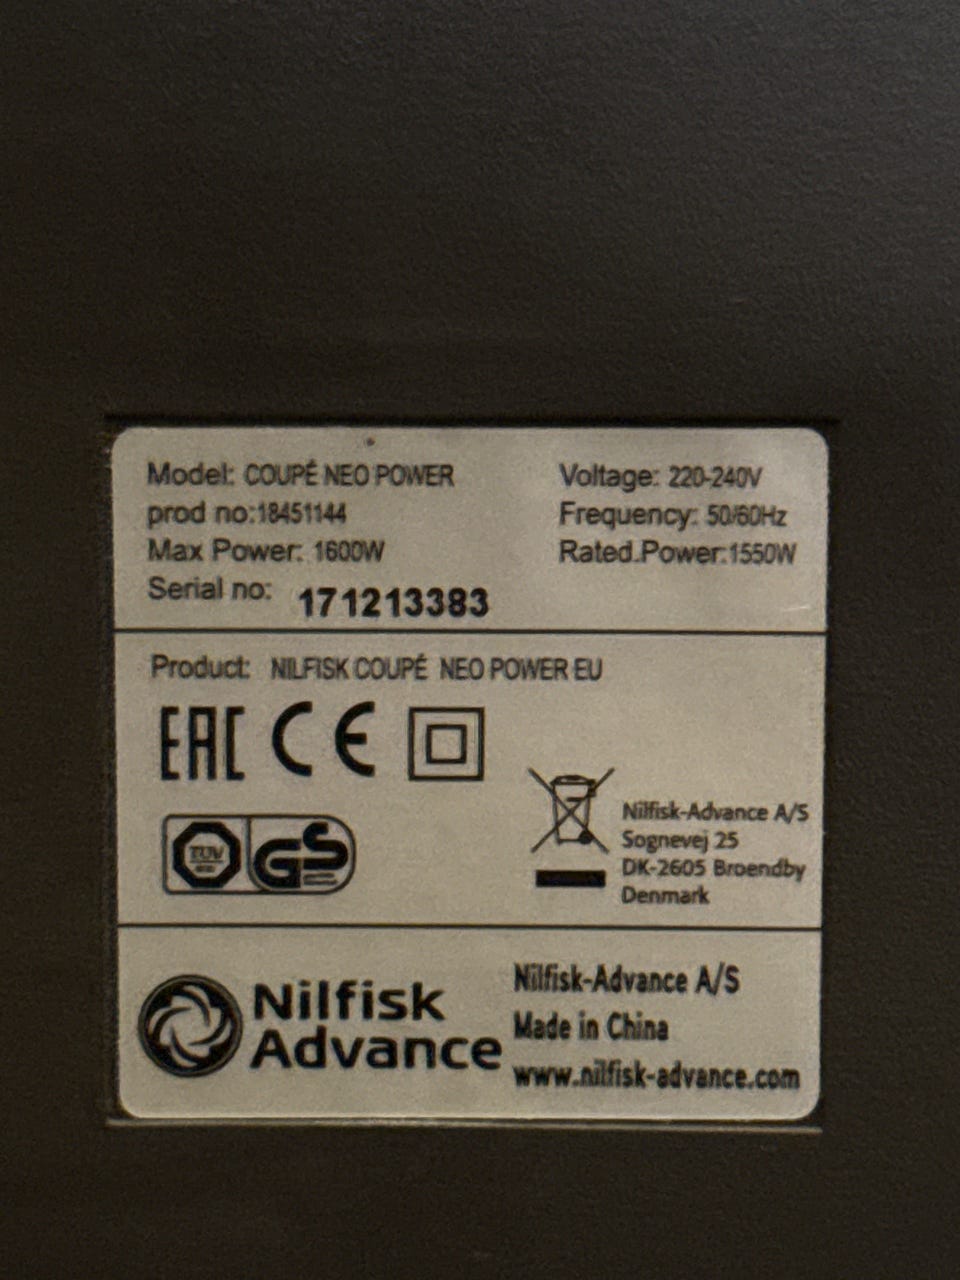 Model: COUPÉ NEO POWER
prod no:18451144
Max Power: 1600W
Serial no: 171213383
Voltage: 220-240V
Frequency: 50/60Hz
Rated.Power:1550W
Product: NILFISK COUPÉ NEO POWER EU
EAC CE
TÜV GS
Nilfisk-Advance A/S
Sognevej 25
DK-2605 Broendby
Denmark
Nilfisk
Advance
Nilfisk-Advance A/S
Made in China
www.nilfisk-advance.com